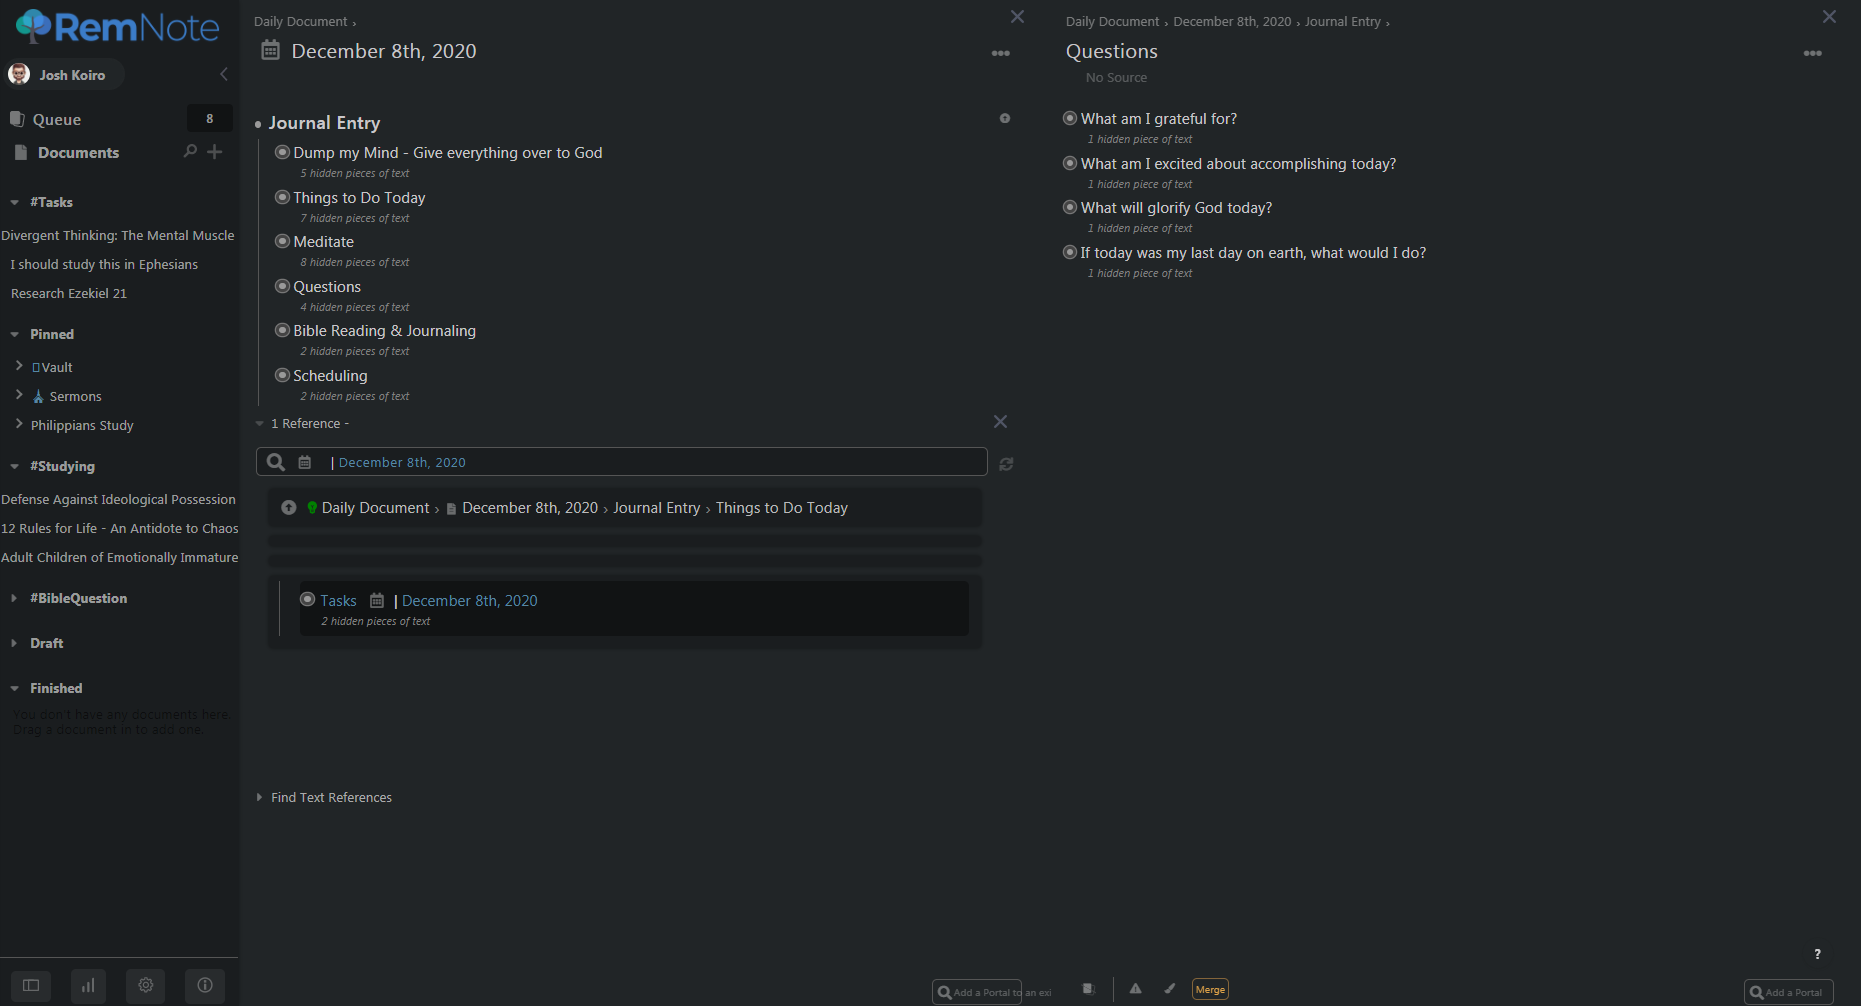 RemNote
Josh Koiro
Queue
8
Documents
#Tasks
Divergent Thinking: The Mental Muscle
I should study this in Ephesians
Research Ezekiel 21
Pinned
Vault
Sermons
Philippians Study
#Studying
Defense Against Ideological Possession
12 Rules for Life - An Antidote to Chaos
Adult Children of Emotionally Immature
#BibleQuestion
Draft
Finished
You don't have any documents here.
Drag a document in to add one.
Daily Document ›
December 8th, 2020
Journal Entry
Dump my Mind - Give everything over to God
5 hidden pieces of text
Things to Do Today
7 hidden pieces of text
Meditate
8 hidden pieces of text
Questions
4 hidden pieces of text
Bible Reading & Journaling
2 hidden pieces of text
Scheduling
2 hidden pieces of text
1 Reference -
| December 8th, 2020
Daily Document › December 8th, 2020 › Journal Entry › Things to Do Today
Tasks | December 8th, 2020
2 hidden pieces of text
Find Text References
Add a Portal to an exi
Daily Document › December 8th, 2020 › Journal Entry ›
Questions
No Source
What am I grateful for?
1 hidden piece of text
What am I excited about accomplishing today?
1 hidden piece of text
What will glorify God today?
1 hidden piece of text
If today was my last day on earth, what would I do?
1 hidden piece of text
?
Merge
Add a Portal